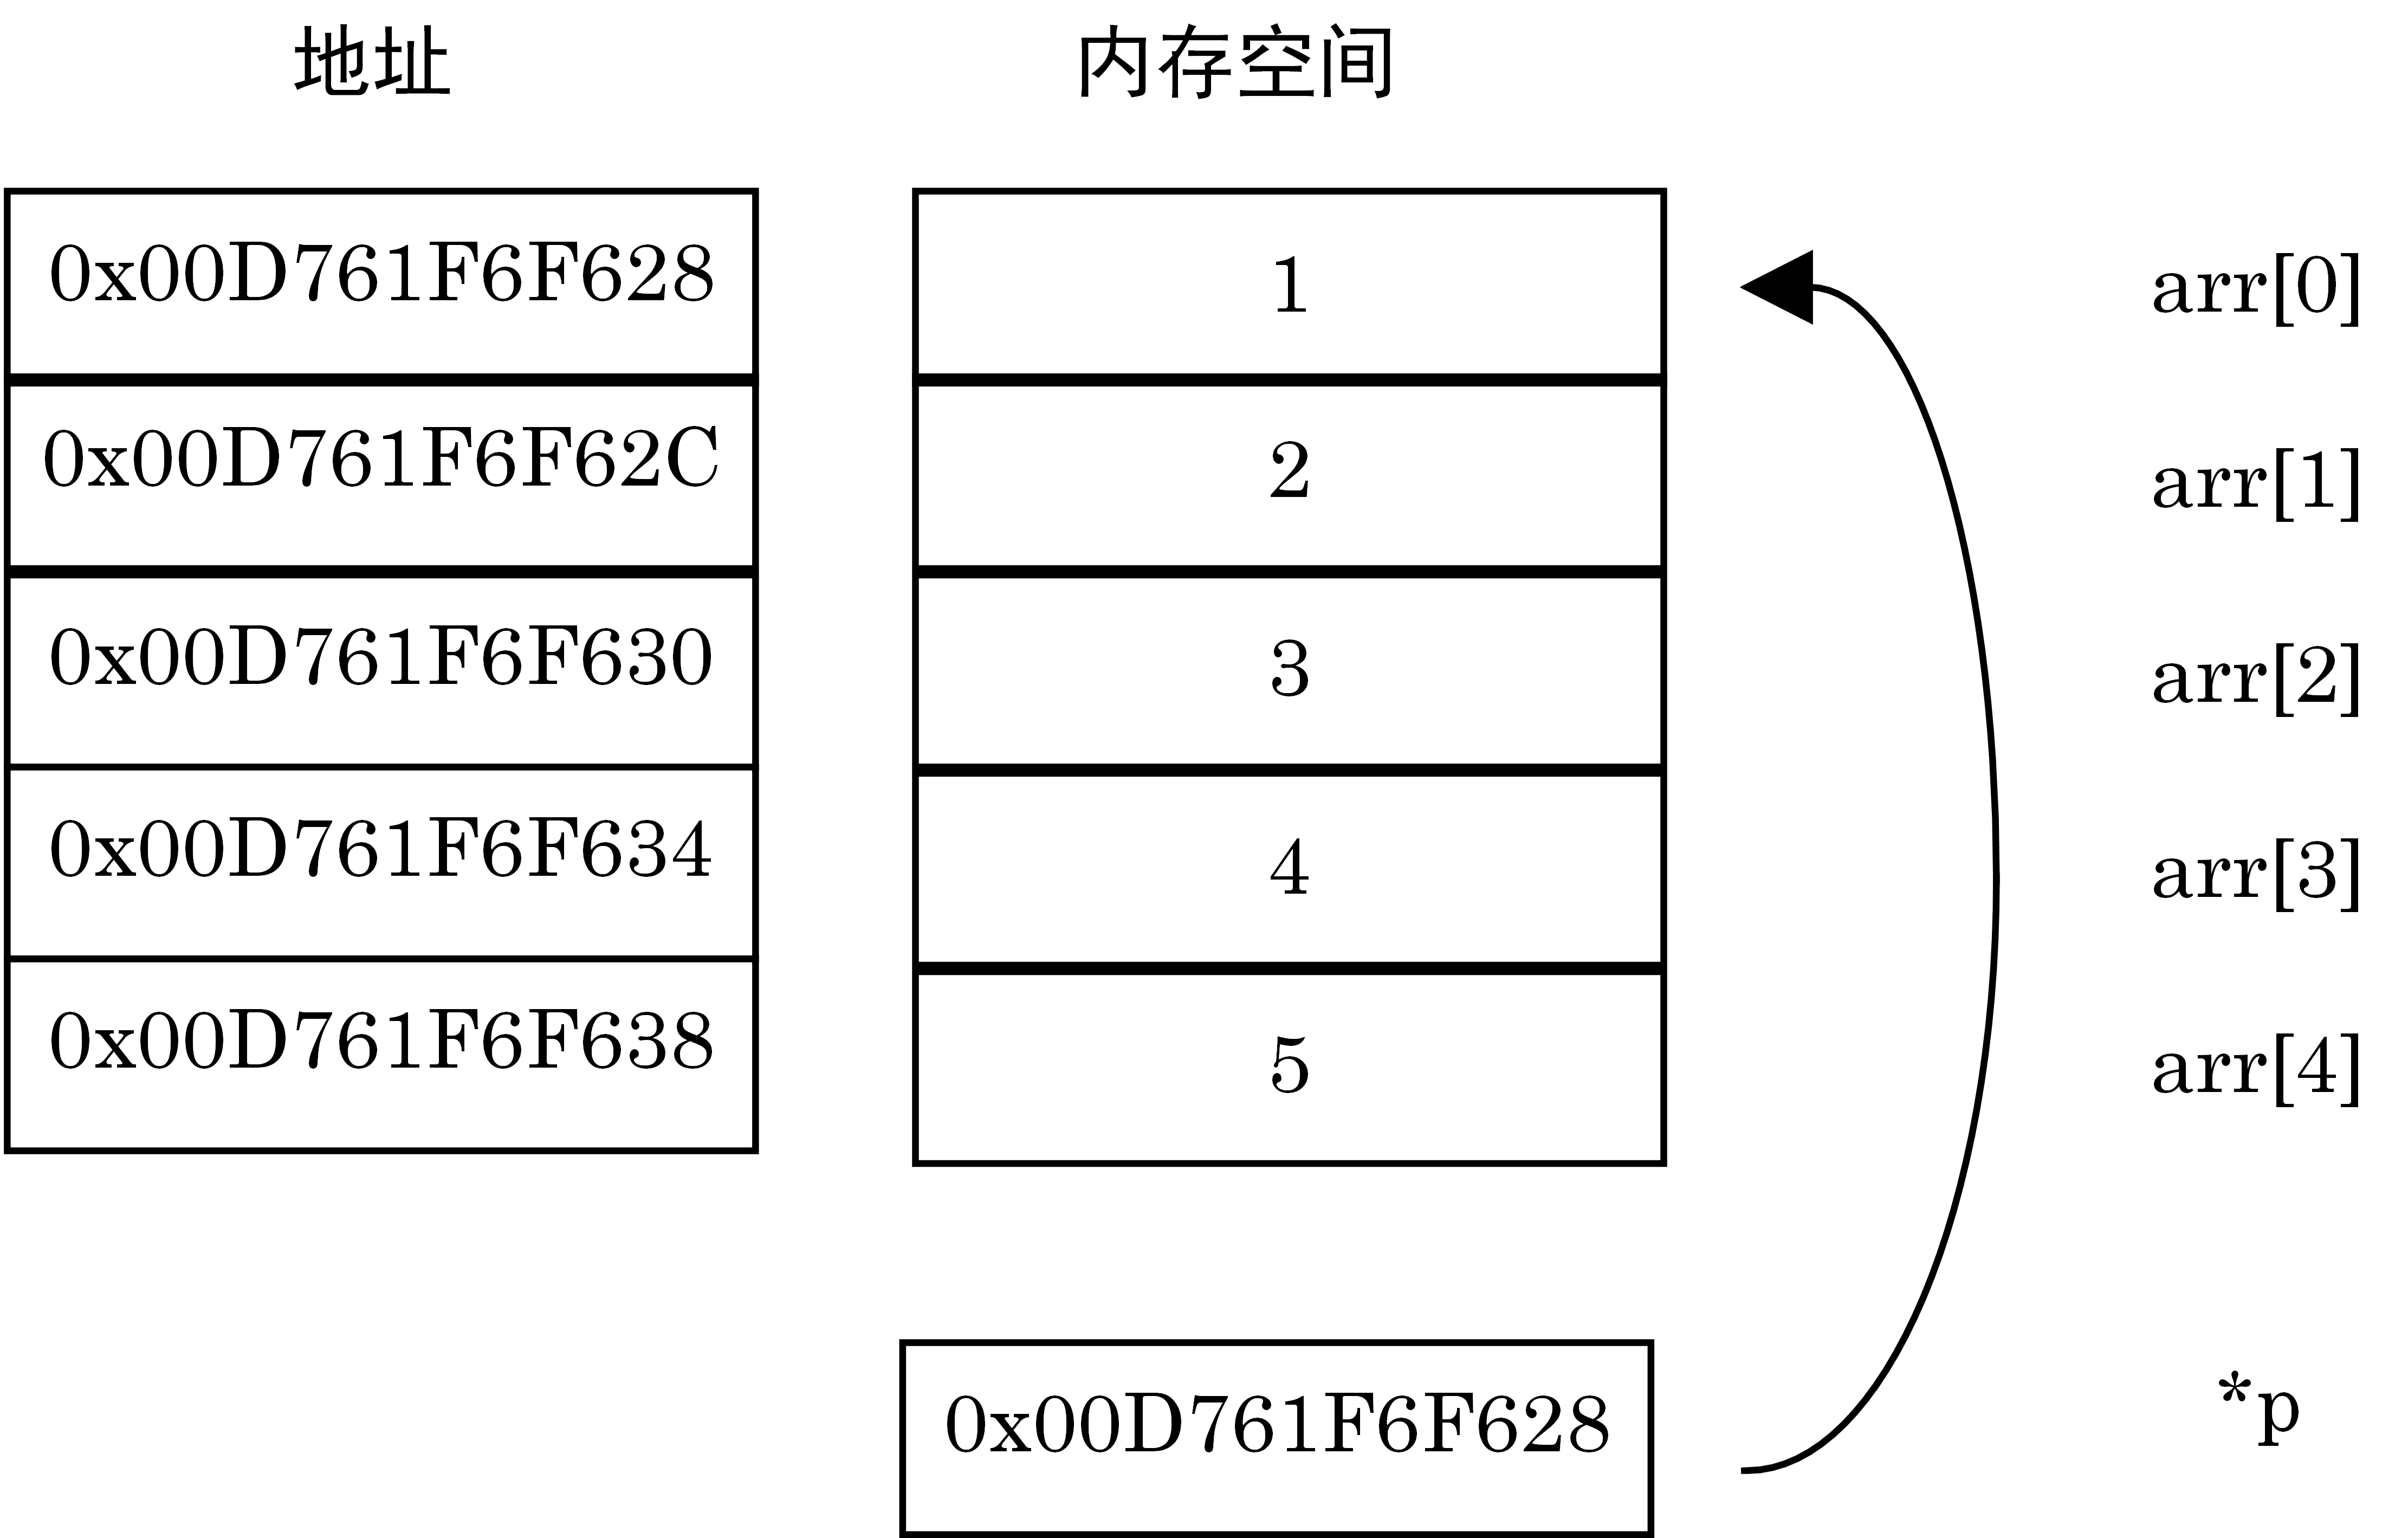 地址 内存空间
0x00D761F6F628 1 arr[0]
0x00D761F6F62C 2 arr[1]
0x00D761F6F630 3 arr[2]
0x00D761F6F634 4 arr[3]
0x00D761F6F638 5 arr[4]
0x00D761F6F628 *p